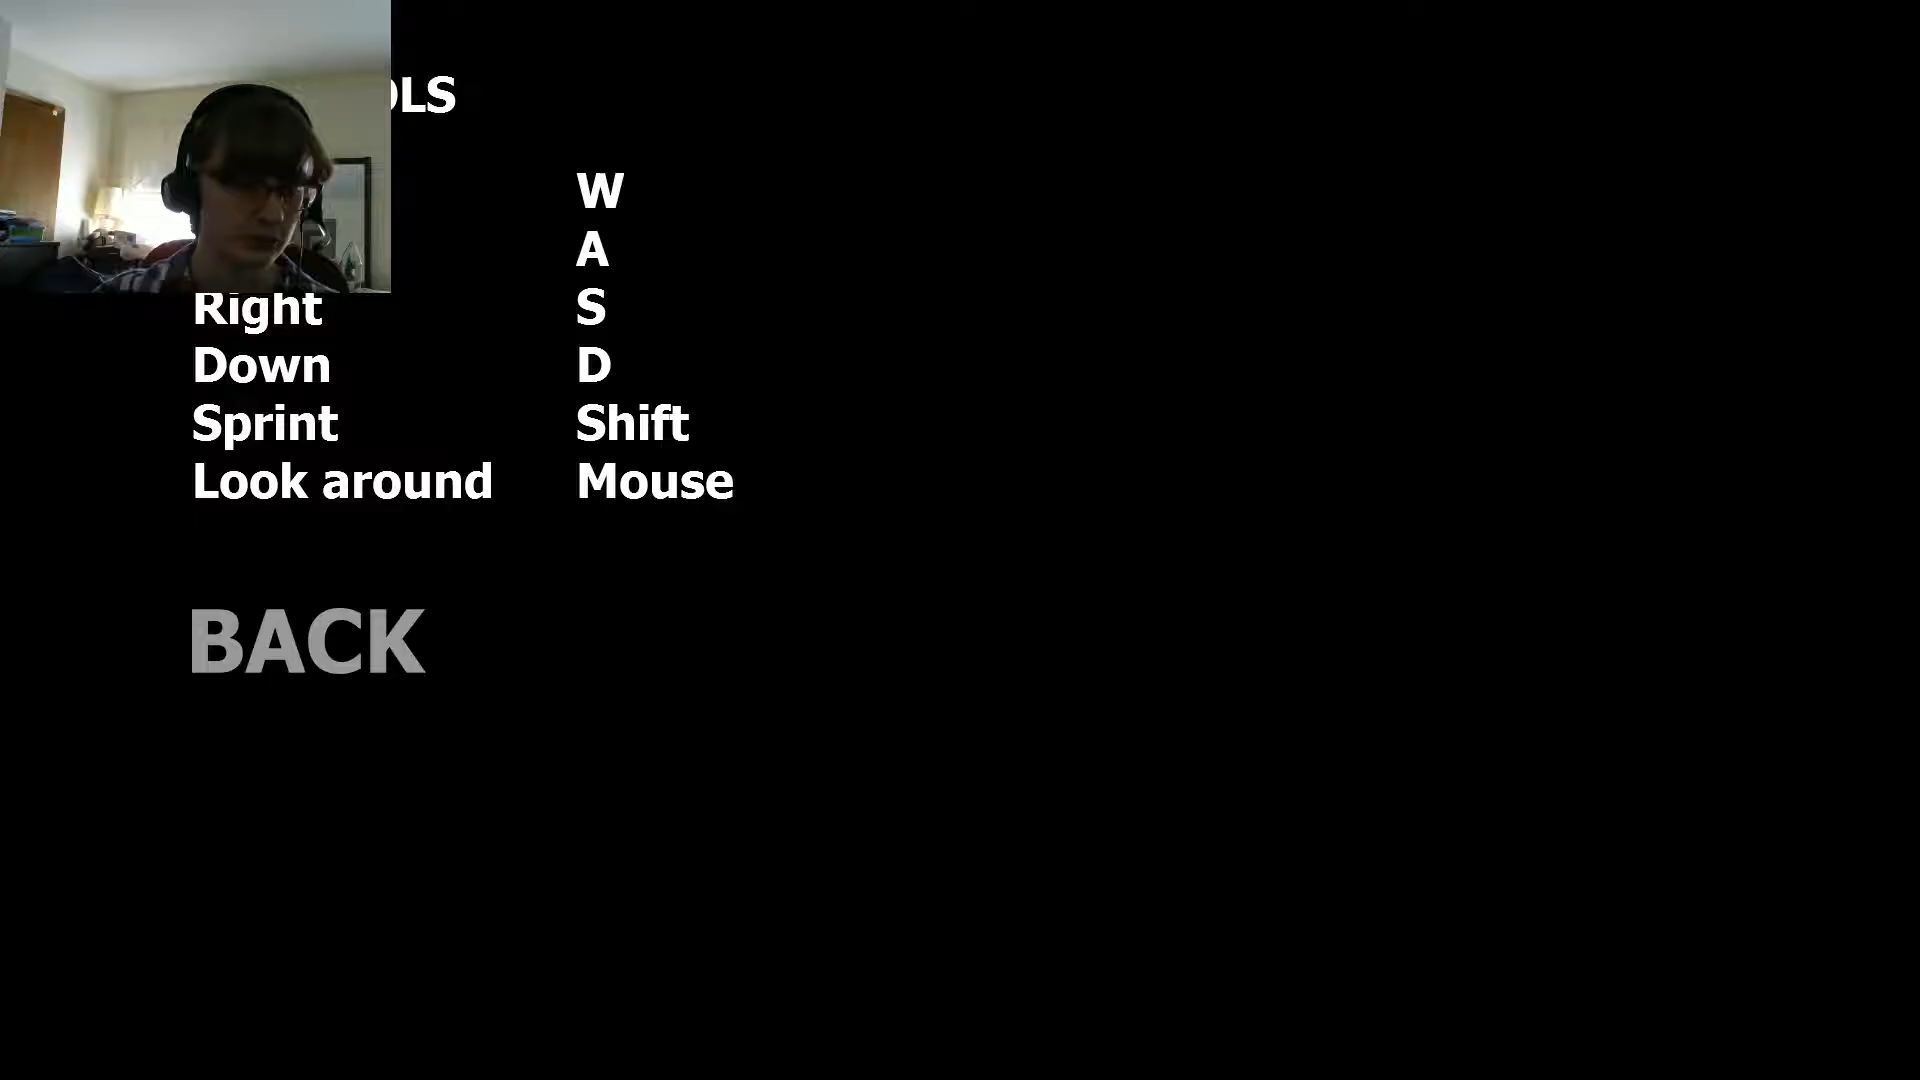 OLS
W
A
Right S
Down D
Sprint Shift
Look around Mouse
BACK